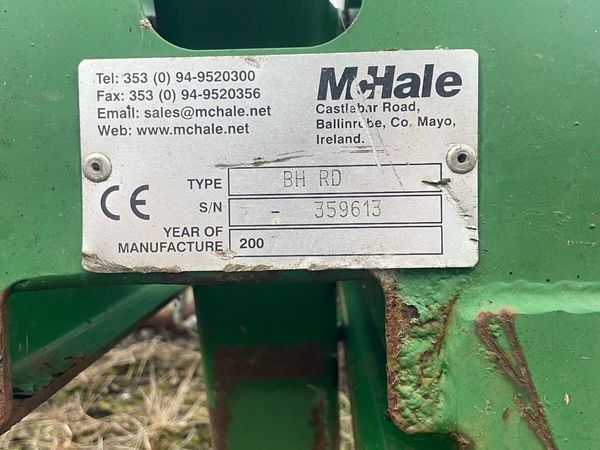 Tel: 353 (0) 94-9520300
Fax: 353 (0) 94-9520356
Email: sales@mchale.net
Web: www.mchale.net
McHale
Castlebar Road,
Ballinrobe, Co. Mayo,
Ireland.
CE
TYPE BH RD
S/N - 359613
YEAR OF
MANUFACTURE 200